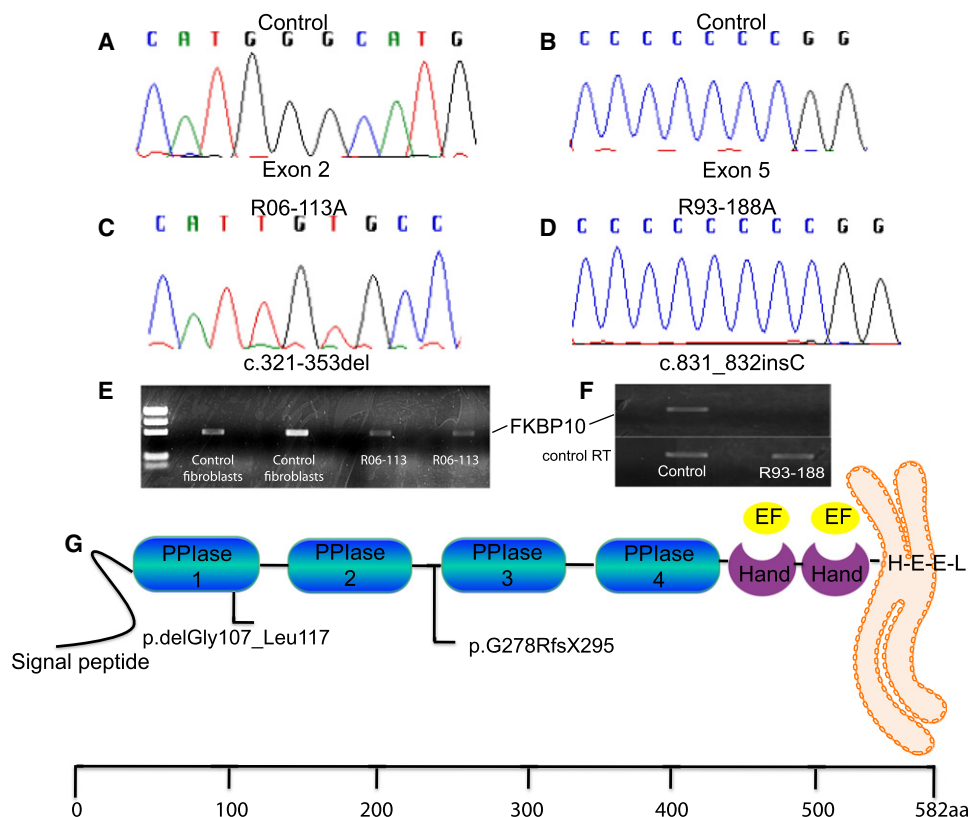 A
Control
C A T G G G C A T G
Exon 2
B
Control
C C C C C C C G G
Exon 5
C
R06-113A
C A T T G T G C C
c.321-353del
D
R93-188A
C C C C C C C C G G
c.831_832insC
E
Control
fibroblasts
Control
fibroblasts
R06-113
R06-113
FKBP10
F
control RT
Control
R93-188
G
PPIase
1
PPIase
2
PPIase
3
PPIase
4
EF
Hand
EF
Hand
H-E-E-L
p.delGly107_Leu117
p.G278RfsX295
Signal peptide
0 100 200 300 400 500 582aa